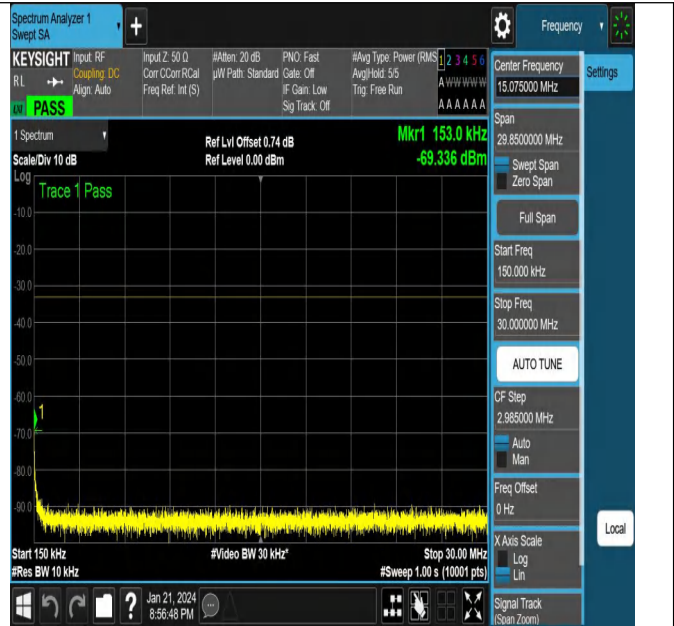 Spectrum Analyzer 1
Swept SA
+
Frequency
KEYSIGHT
RL
LXI PASS
Input: RF
Coupling: DC
Align: Auto
Input Z: 50 Ω
Corr CCorr RCal
Freq Ref: Int (S)
#Atten: 20 dB
µW Path: Standard
PNO: Fast
Gate: Off
IF Gain: Low
Sig Track: Off
#Avg Type: Power (RMS
Avg|Hold: 5/5
Trig: Free Run
1 2 3 4 5 6
A W W W W W
A A A A A A
1 Spectrum
Scale/Div 10 dB
Log
Ref Lvl Offset 0.74 dB
Ref Level 0.00 dBm
Mkr1 153.0 kHz
-69.336 dBm
Trace 1 Pass
-10.0
-20.0
-30.0
-40.0
-50.0
-60.0
1
-70.0
-80.0
-90.0
Start 150 kHz
#Res BW 10 kHz
#Video BW 30 kHz*
Stop 30.00 MHz
#Sweep 1.00 s (10001 pts)
Center Frequency
15.075000 MHz
Span
29.8500000 MHz
Swept Span
Zero Span
Full Span
Start Freq
150.000 kHz
Stop Freq
30.000000 MHz
AUTO TUNE
CF Step
2.985000 MHz
Auto
Man
Freq Offset
0 Hz
X Axis Scale
Log
Lin
Signal Track
(Span Zoom)
Settings
Local
?
Jan 21, 2024
8:56:48 PM